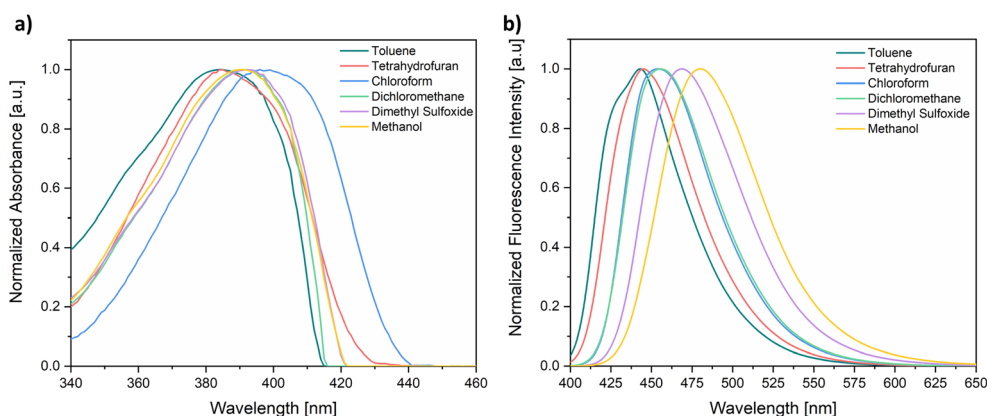 a)
Normalized Absorbance [a.u.]
1.0
0.8
0.6
0.4
0.2
0.0
Toluene
Tetrahydrofuran
Chloroform
Dichloromethane
Dimethyl Sulfoxide
Methanol
340 360 380 400 420 440 460
Wavelength [nm]
b)
Normalized Fluorescence Intensity [a.u]
1.0
0.8
0.6
0.4
0.2
0.0
Toluene
Tetrahydrofuran
Chloroform
Dichloromethane
Dimethyl Sulfoxide
Methanol
400 425 450 475 500 525 550 575 600 625 650
Wavelength [nm]